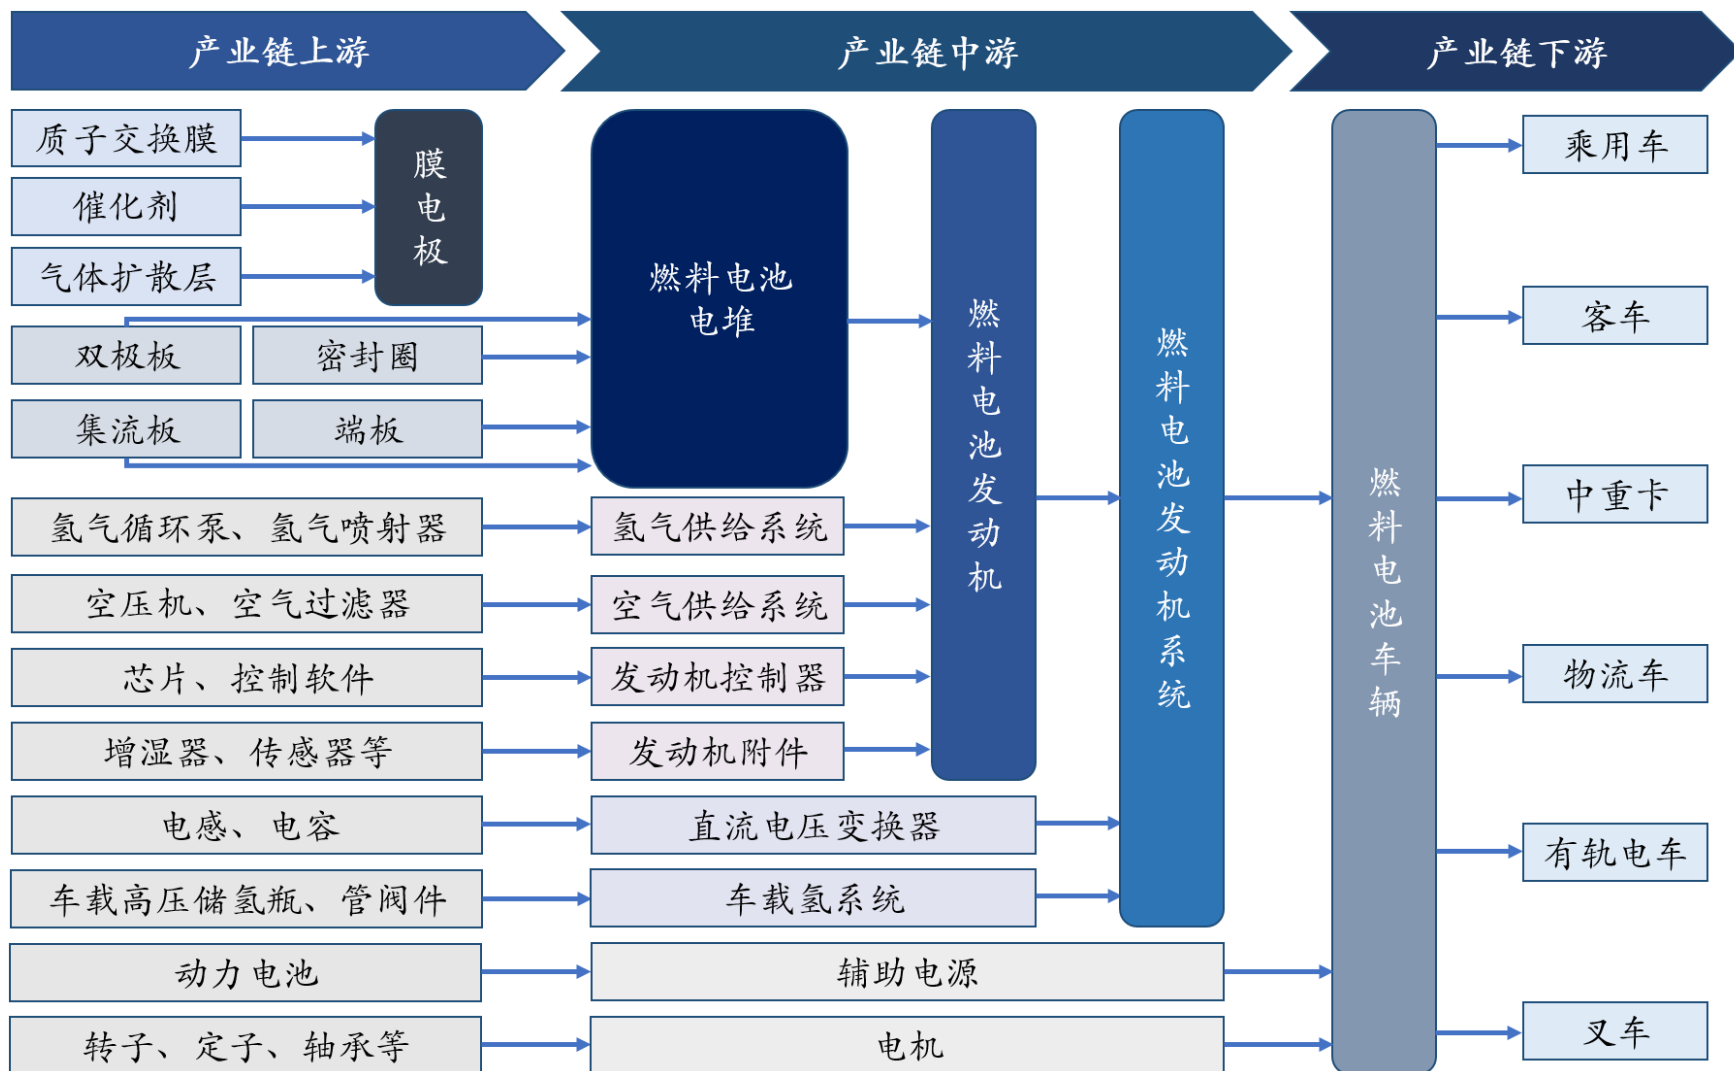 产业链上游
产业链中游
产业链下游
质子交换膜
催化剂
气体扩散层
膜电极
双极板
密封圈
集流板
端板
燃料电池
电堆
氢气循环泵、氢气喷射器
氢气供给系统
空压机、空气过滤器
空气供给系统
芯片、控制软件
发动机控制器
增湿器、传感器等
发动机附件
电感、电容
直流电压变换器
车载高压储氢瓶、管阀件
车载氢系统
动力电池
辅助电源
转子、定子、轴承等
电机
燃料电池发动机
燃料电池发动机系统
燃料电池车辆
乘用车
客车
中重卡
物流车
有轨电车
叉车